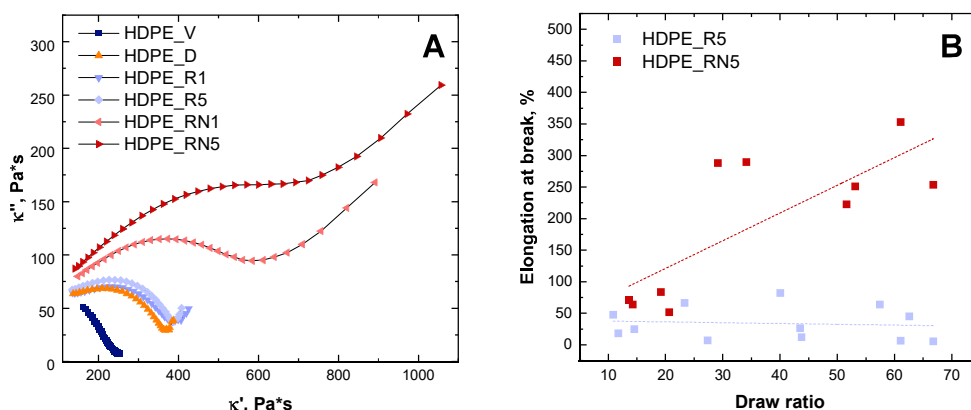 A
HDPE_V
HDPE_D
HDPE_R1
HDPE_R5
HDPE_RN1
HDPE_RN5
κ'', Pa*s
300
250
200
150
100
50
0
200 400 600 800 1000
κ', Pa*s
B
HDPE_R5
HDPE_RN5
Elongation at break, %
500
450
400
350
300
250
200
150
100
50
0
0 10 20 30 40 50 60 70
Draw ratio